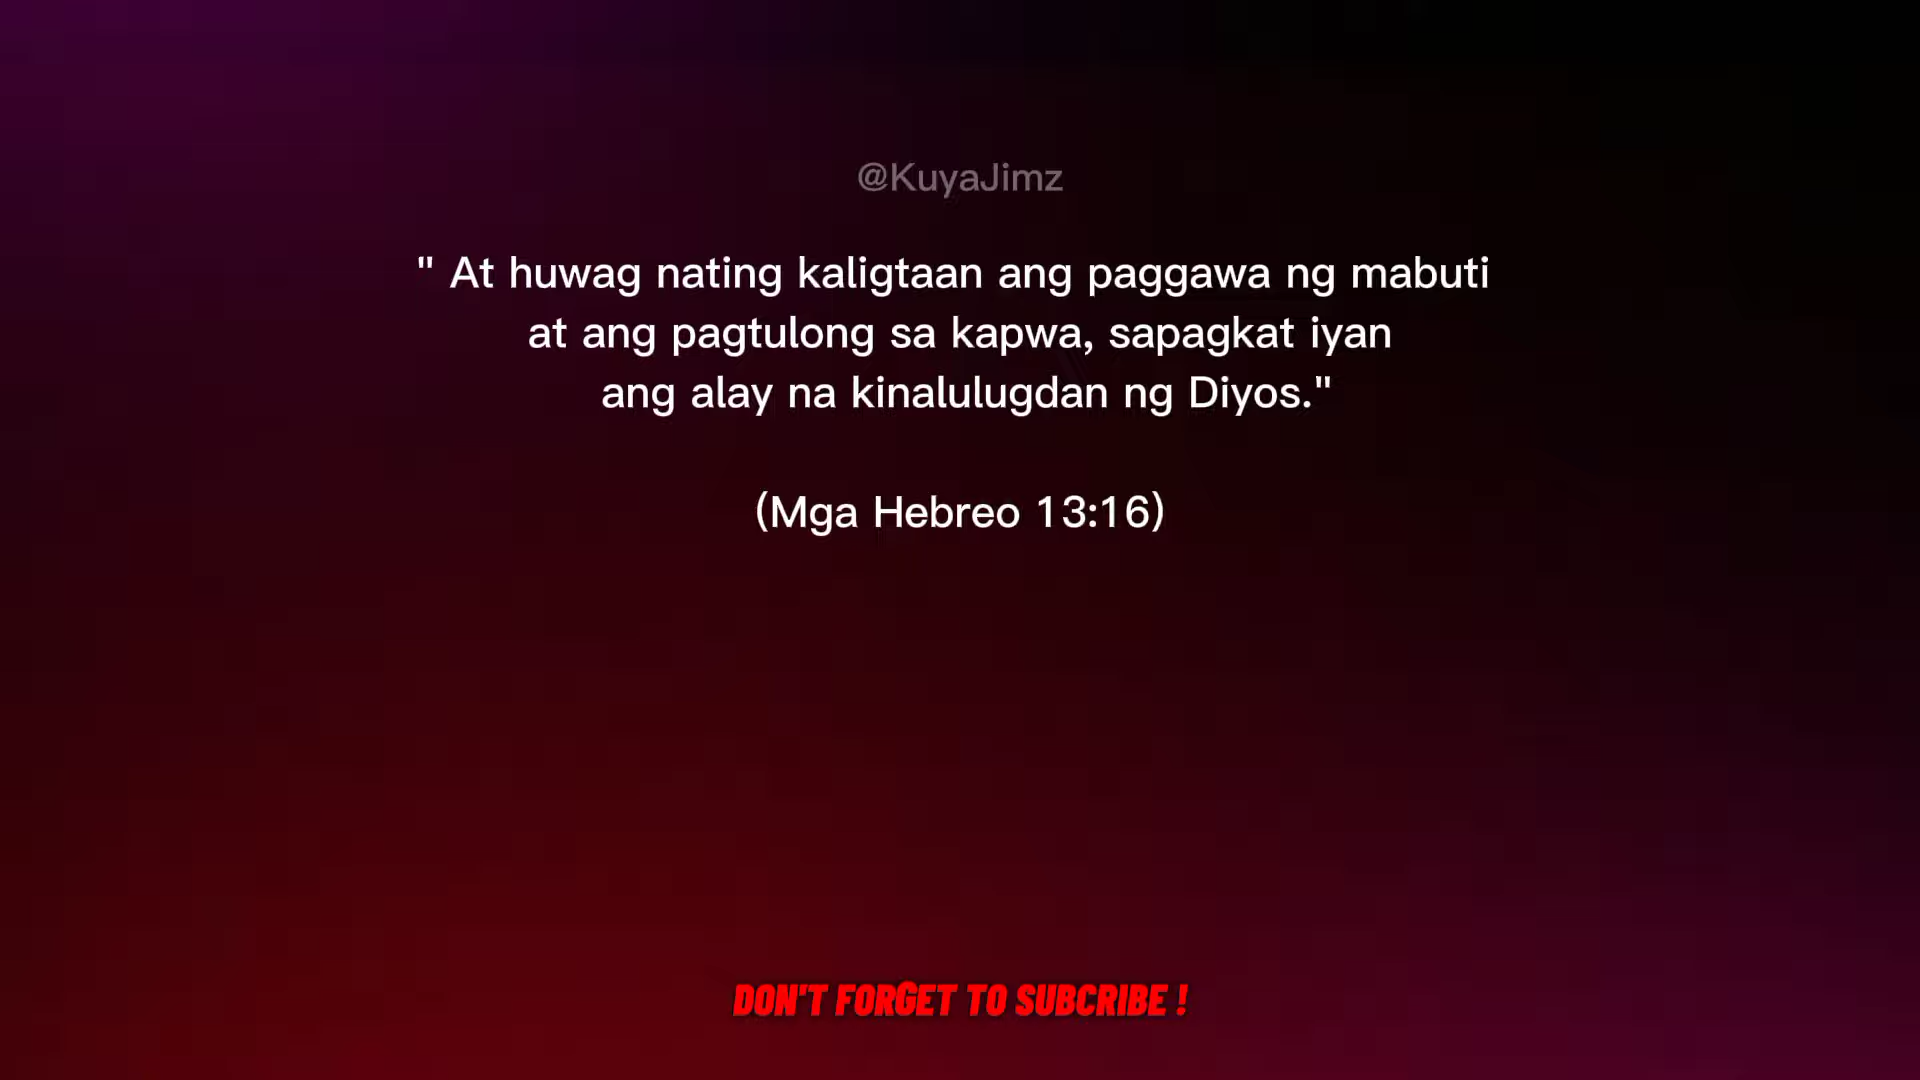 @KuyaJimz
" At huwag nating kaligtaan ang paggawa ng mabuti
at ang pagtulong sa kapwa, sapagkat iyan
ang alay na kinalulugdan ng Diyos."
(Mga Hebreo 13:16)
DON'T FORGET TO SUBCRIBE !